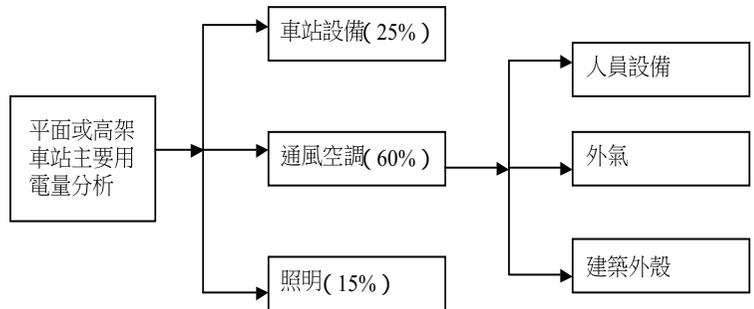 車站設備(25%)
人員設備
平面或高架
車站主要用
電量分析
通風空調(60%)
外氣
建築外殼
照明(15%)